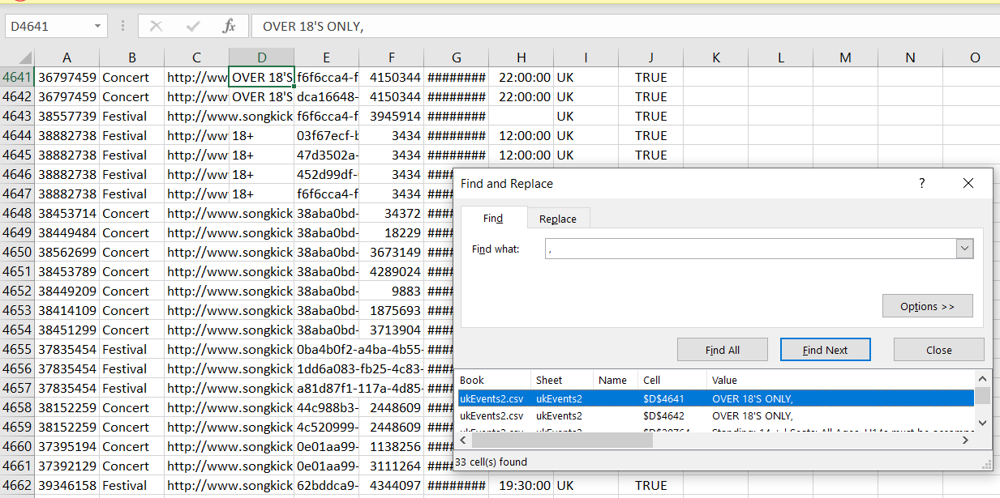 D4641 fx OVER 18'S ONLY,
A B C D E F G H I J K L M N O
4641 36797459 Concert http://ww OVER 18'S f6f6cca4-f 4150344 ######## 22:00:00 UK TRUE
4642 36797459 Concert http://ww OVER 18'S dca16648- 4150344 ######## 22:00:00 UK TRUE
4643 38557739 Festival http://www.songkick f6f6cca4-f 3945914 ######## UK TRUE
4644 38882738 Festival http://ww 18+ 03f67ecf-b 3434 ######## 12:00:00 UK TRUE
4645 38882738 Festival http://ww 18+ 47d3502a- 3434 ######## 12:00:00 UK TRUE
4646 38882738 Festival http://ww 18+ 452d99df- 3434 ####
4647 38882738 Festival http://ww 18+ f6f6cca4-f 3434 ####
4648 38453714 Concert http://www.songkick 38aba0bd- 34372 ####
4649 38449484 Concert http://www.songkick 38aba0bd- 18229 ####
4650 38562699 Concert http://www.songkick 38aba0bd- 3673149 ####
4651 38453789 Concert http://www.songkick 38aba0bd- 4289024 ####
4652 38449209 Concert http://www.songkick 38aba0bd- 9883 ####
4653 38414109 Concert http://www.songkick 38aba0bd- 1875693 ####
4654 38451299 Concert http://www.songkick 38aba0bd- 3713904 ####
4655 37835454 Festival http://www.songkick 0ba4b0f2-a4ba-4b55- ####
4656 37835454 Festival http://www.songkick 1dd6a083-fb25-4c83- ####
4657 37835454 Festival http://www.songkick a81d87f1-117a-4d85- ####
4658 38152259 Concert http://www.songkick 44c988b3- 2448609 ####
4659 38152259 Concert http://www.songkick 4c520999- 2448609 ####
4660 37395194 Concert http://www.songkick 0e01aa99- 1138256 ####
4661 37392129 Concert http://www.songkick 0e01aa99- 3111264 ####
4662 39346158 Festival http://www.songkick 62bddca9- 4344097 ######## 19:30:00 UK TRUE
Find and Replace ?
Find Replace
Find what: ,
Options >>
Find All Find Next Close
Book Sheet Name Cell Value
ukEvents2.csv ukEvents2 $D$4641 OVER 18'S ONLY,
ukEvents2.csv ukEvents2 $D$4642 OVER 18'S ONLY,
33 cell(s) found